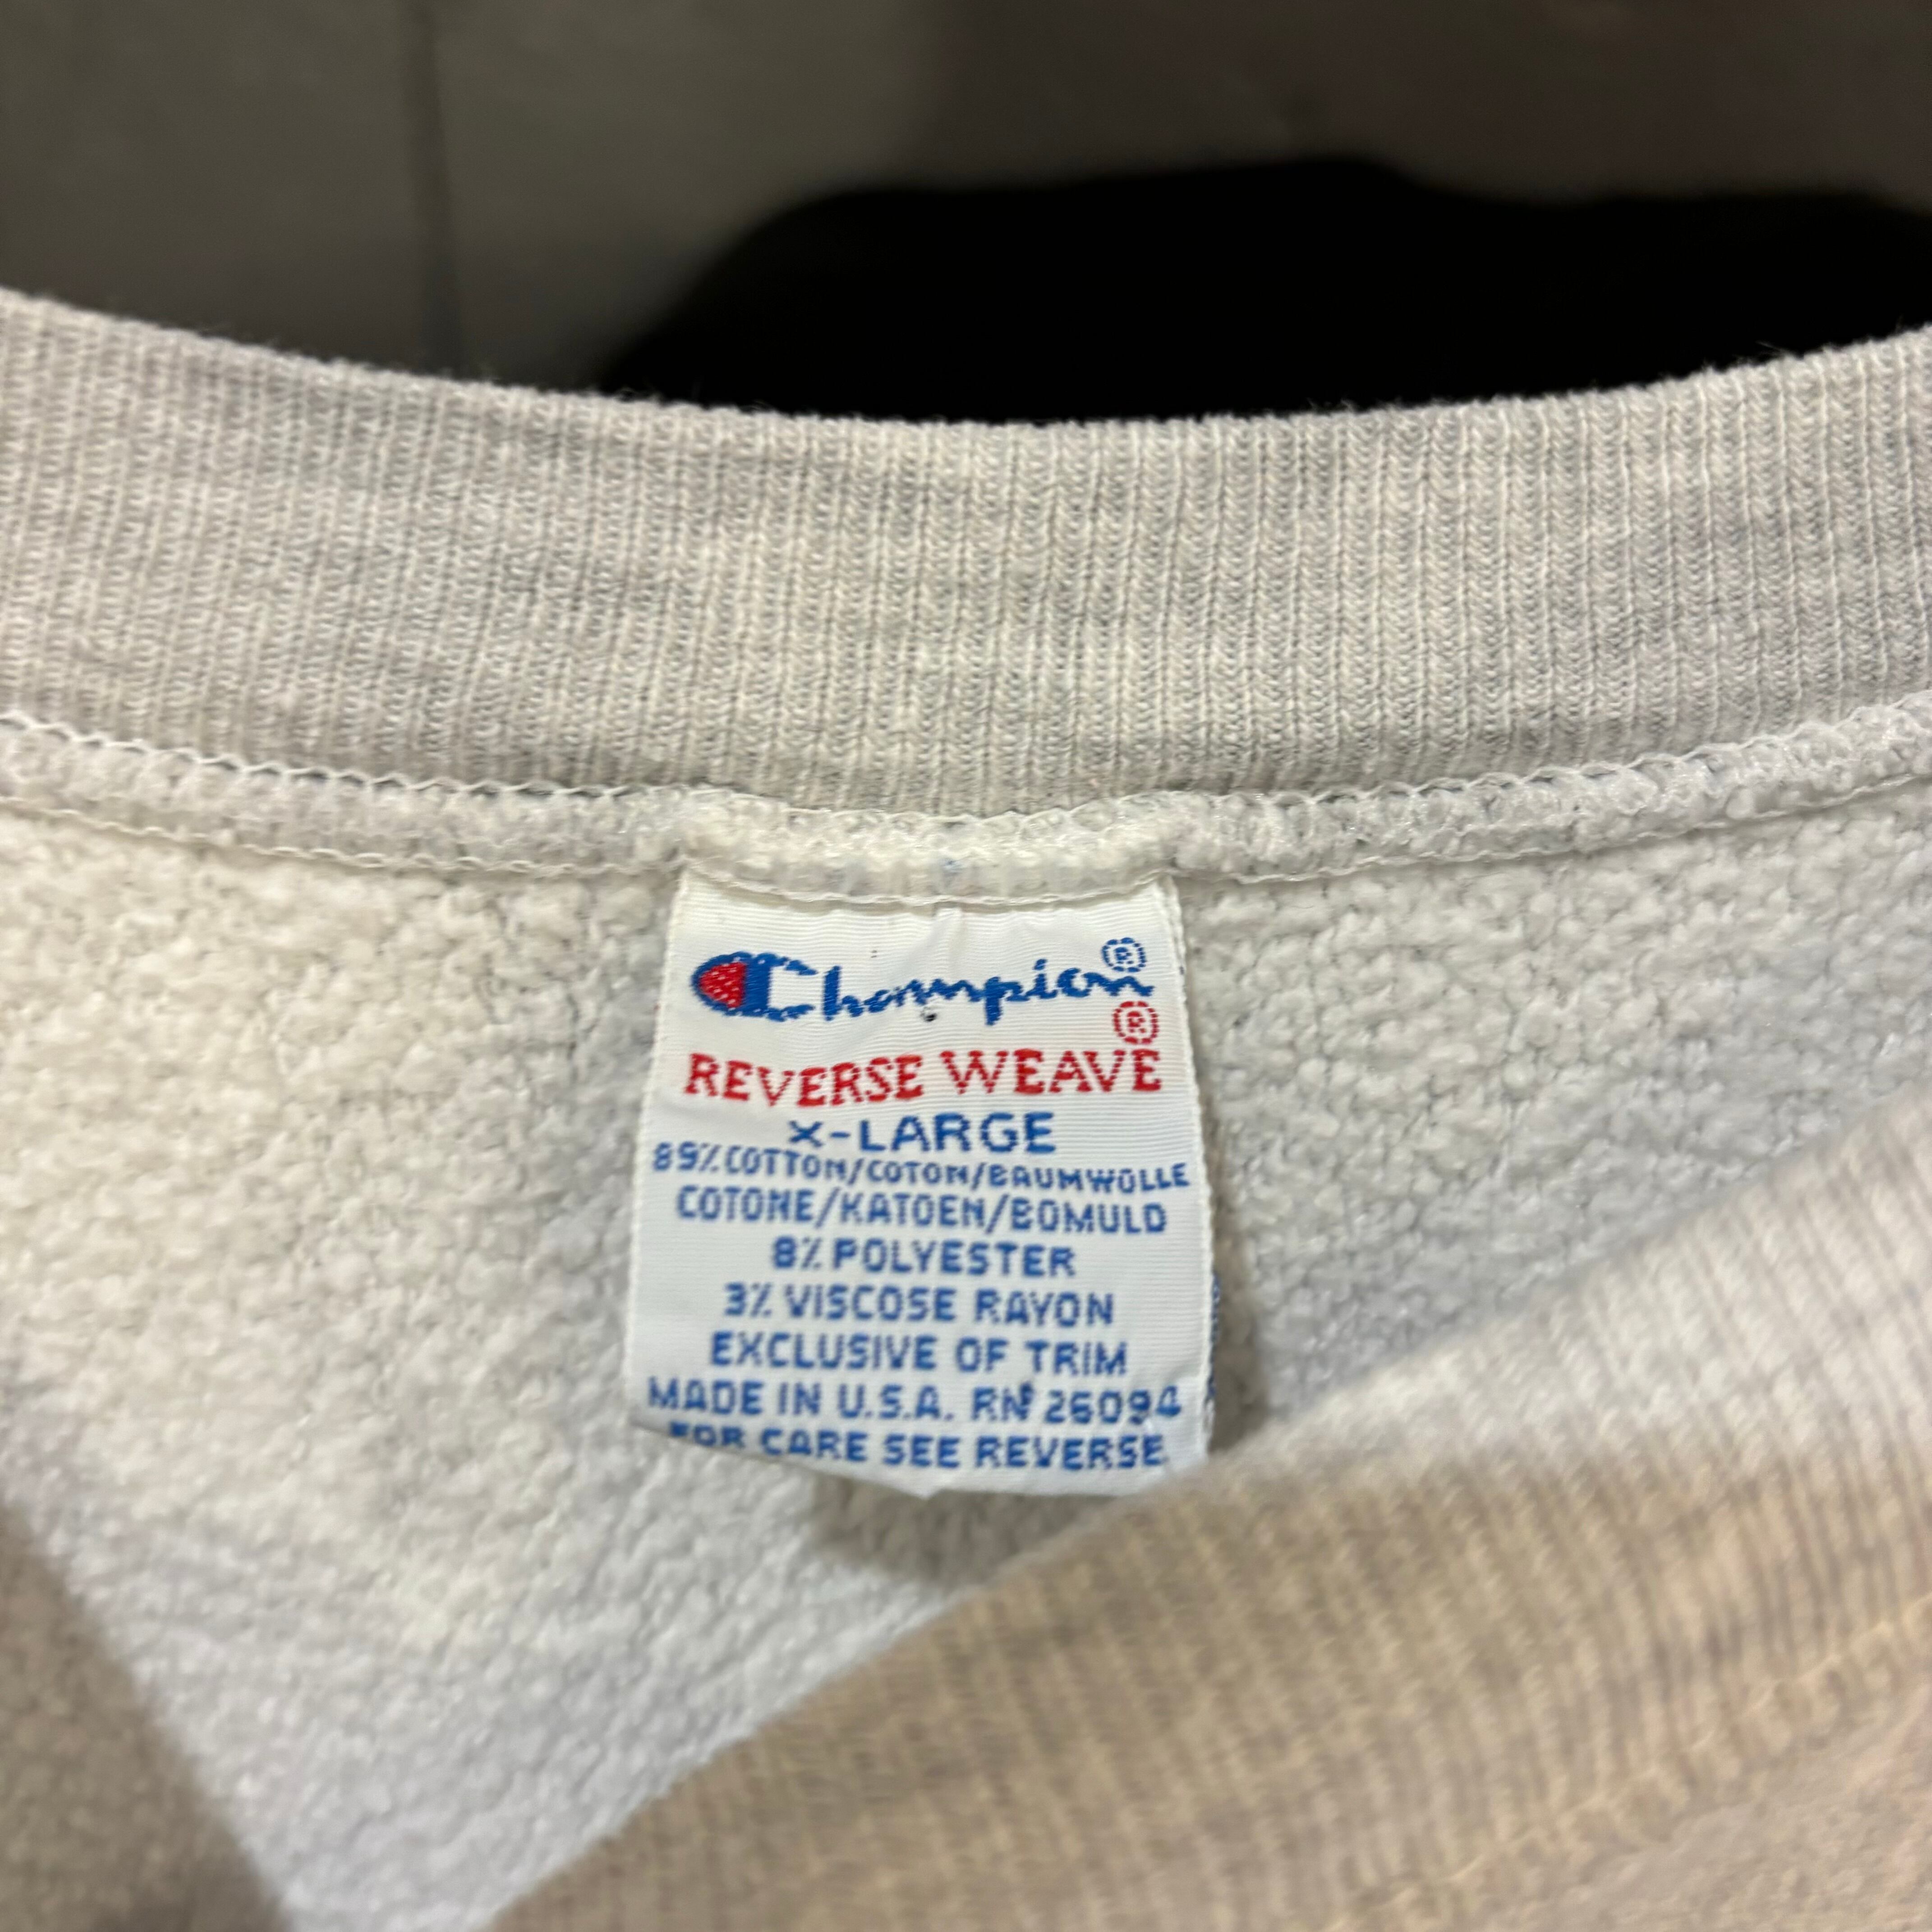 Champion®
®
REVERSE WEAVE
X-LARGE
89% COTTON/COTON/BAUMWOLLE
COTONE/KATOEN/BOMULD
8% POLYESTER
3% VISCOSE RAYON
EXCLUSIVE OF TRIM
MADE IN U.S.A. RN 26094
FOR CARE SEE REVERSE